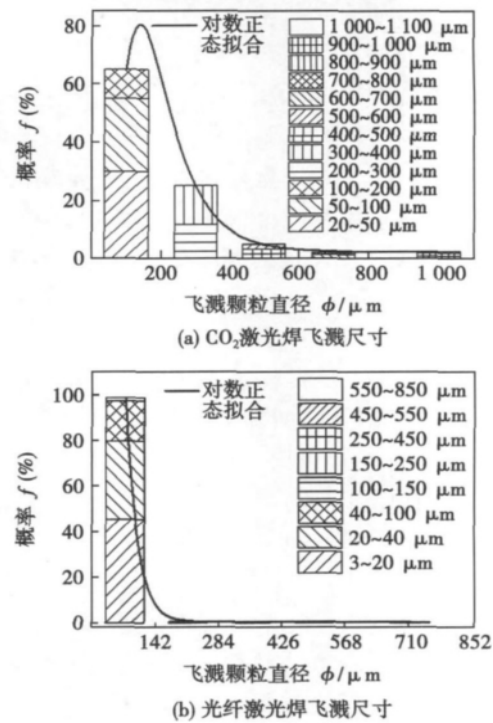 80
60
40
20
0
概率 f (%)
对数正
态拟合
1 000~1 100 μm
900~1 000 μm
800~900 μm
700~800 μm
600~700 μm
500~600 μm
400~500 μm
300~400 μm
200~300 μm
100~200 μm
50~100 μm
20~50 μm
200 400 600 800 1 000
飞溅颗粒直径 ϕ/μm
(a) CO₂激光焊飞溅尺寸
100
80
60
40
20
0
概率 f (%)
对数正
态拟合
550~850 μm
450~550 μm
250~450 μm
150~250 μm
100~150 μm
40~100 μm
20~40 μm
3~20 μm
142 284 426 568 710 852
飞溅颗粒直径 ϕ/μm
(b) 光纤激光焊飞溅尺寸